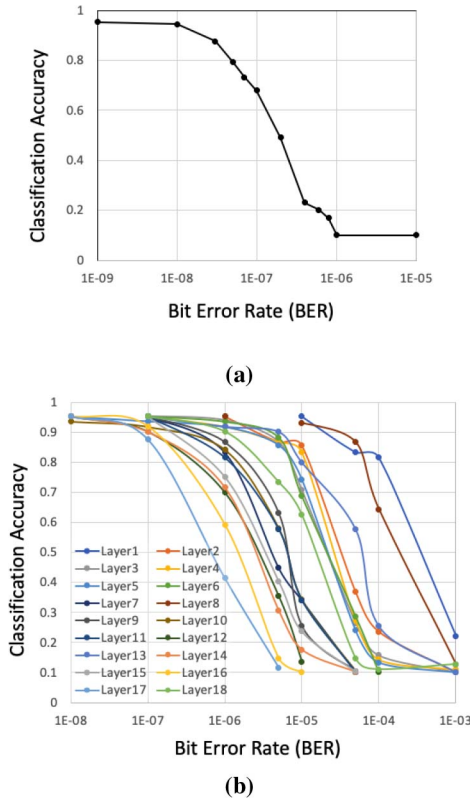 1
0.8
0.6
0.4
0.2
0
Classification Accuracy
1E-09 1E-08 1E-07 1E-06 1E-05
Bit Error Rate (BER)
(a)
1
0.9
0.8
0.7
0.6
0.5
0.4
0.3
0.2
0.1
0
Classification Accuracy
Layer1 Layer2
Layer3 Layer4
Layer5 Layer6
Layer7 Layer8
Layer9 Layer10
Layer11 Layer12
Layer13 Layer14
Layer15 Layer16
Layer17 Layer18
1E-08 1E-07 1E-06 1E-05 1E-04 1E-03
Bit Error Rate (BER)
(b)